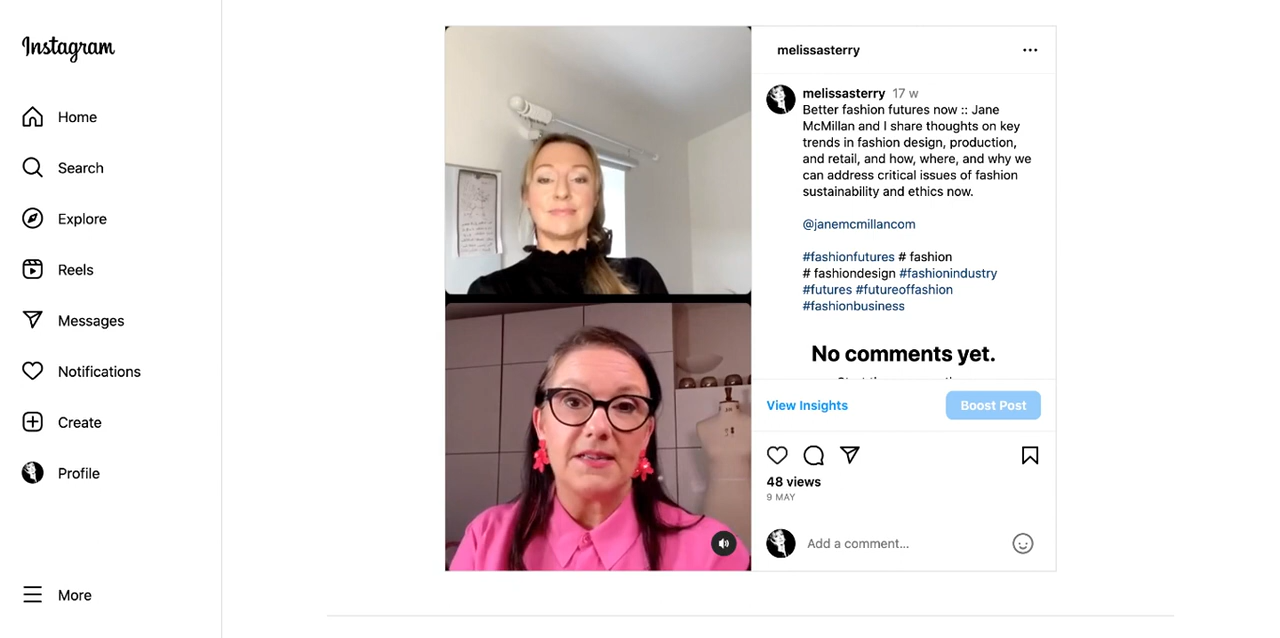 Instagram
Home
Search
Explore
Reels
Messages
Notifications
Create
Profile
More
melissasterry
melissasterry 17 w
Better fashion futures now :: Jane
McMillan and I share thoughts on key
trends in fashion design, production,
and retail, and how, where, and why we
can address critical issues of fashion
sustainability and ethics now.
@janemcmillancom
#fashionfutures # fashion
# fashiondesign #fashionindustry
#futures #futureoffashion
#fashionbusiness
No comments yet.
View Insights
Boost Post
48 views
9 MAY
Add a comment...